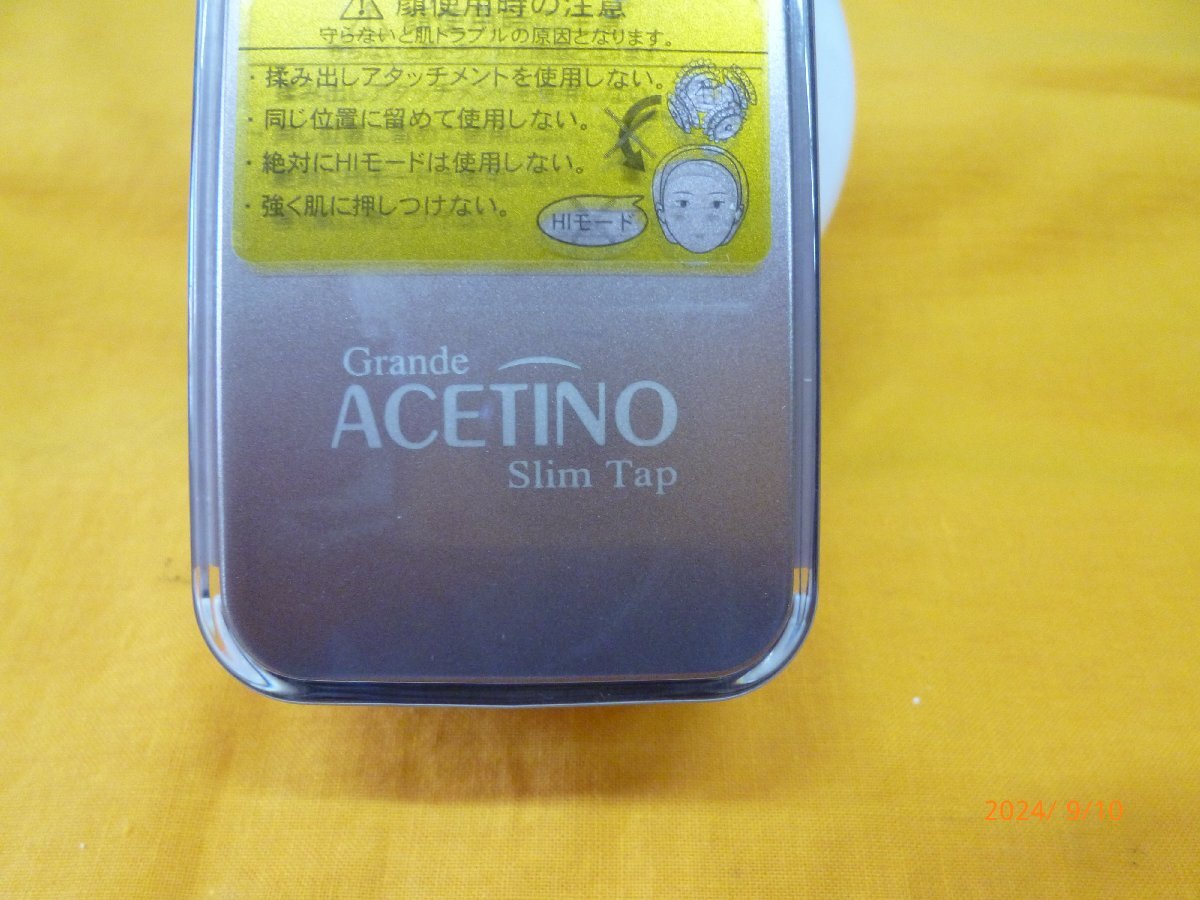 顔使用時の注意
守らないと肌トラブルの原因となります。
・揉み出しアタッチメントを使用しない。
・同じ位置に留めて使用しない。
・絶対にHIモードは使用しない。
・強く肌に押しつけない。
HIモード
Grande
ACETINO
Slim Tap
2024/ 9/10